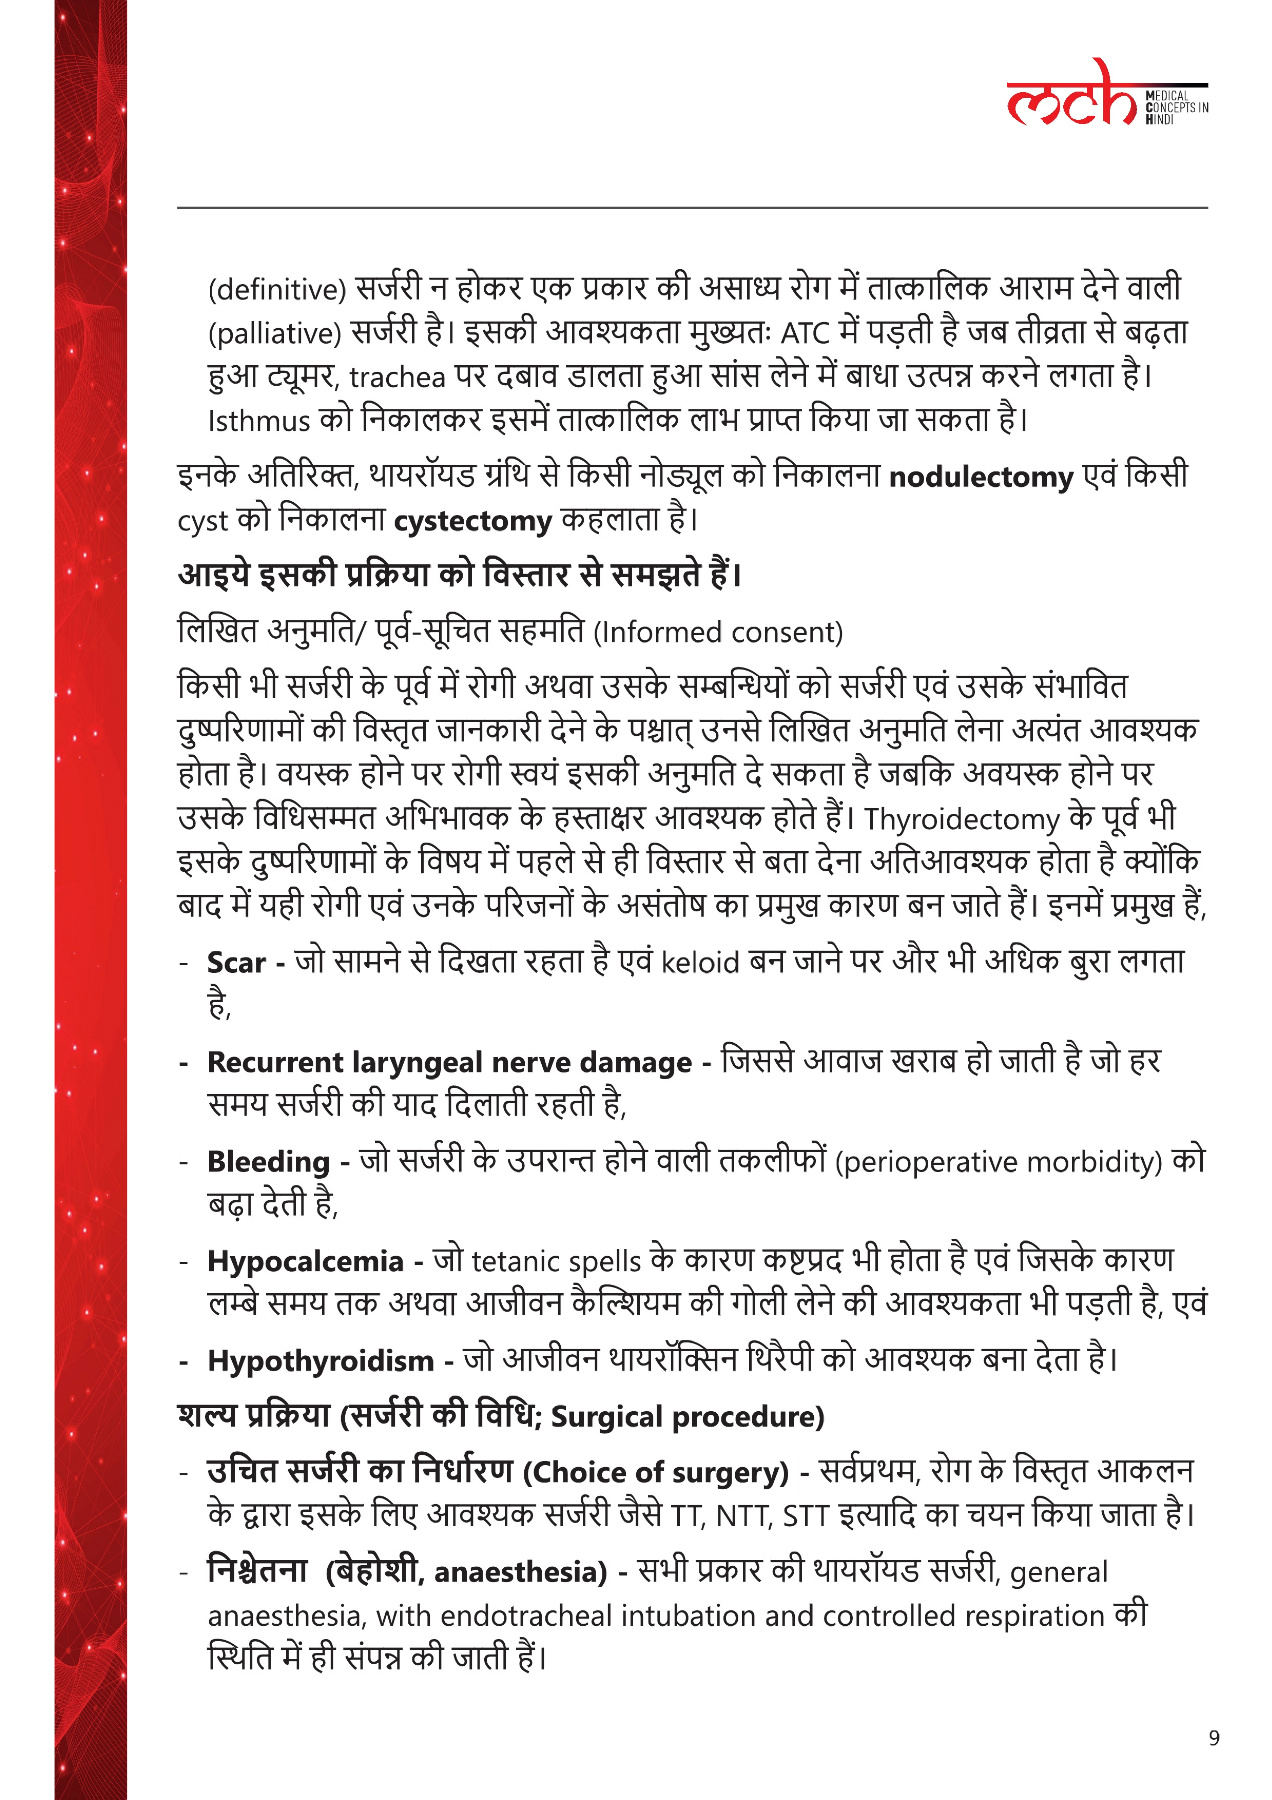 mch MEDICAL
CONCEPTS IN
HINDI
(definitive) सर्जरी न होकर एक प्रकार की असाध्य रोग में तात्कालिक आराम देने वाली
(palliative) सर्जरी है। इसकी आवश्यकता मुख्यतः ATC में पड़ती है जब तीव्रता से बढ़ता
हुआ ट्यूमर, trachea पर दबाव डालता हुआ सांस लेने में बाधा उत्पन्न करने लगता है।
Isthmus को निकालकर इसमें तात्कालिक लाभ प्राप्त किया जा सकता है।
इनके अतिरिक्त, थायरॉयड ग्रंथि से किसी नोड्यूल को निकालना nodulectomy एवं किसी
cyst को निकालना cystectomy कहलाता है।
आइये इसकी प्रक्रिया को विस्तार से समझते हैं।
लिखित अनुमति/ पूर्व-सूचित सहमति (Informed consent)
किसी भी सर्जरी के पूर्व में रोगी अथवा उसके सम्बन्धियों को सर्जरी एवं उसके संभावित
दुष्परिणामों की विस्तृत जानकारी देने के पश्चात् उनसे लिखित अनुमति लेना अत्यंत आवश्यक
होता है। वयस्क होने पर रोगी स्वयं इसकी अनुमति दे सकता है जबकि अवयस्क होने पर
उसके विधिसम्मत अभिभावक के हस्ताक्षर आवश्यक होते हैं। Thyroidectomy के पूर्व भी
इसके दुष्परिणामों के विषय में पहले से ही विस्तार से बता देना अतिआवश्यक होता है क्योंकि
बाद में यही रोगी एवं उनके परिजनों के असंतोष का प्रमुख कारण बन जाते हैं। इनमें प्रमुख हैं,
- Scar - जो सामने से दिखता रहता है एवं keloid बन जाने पर और भी अधिक बुरा लगता
है,
- Recurrent laryngeal nerve damage - जिससे आवाज खराब हो जाती है जो हर
समय सर्जरी की याद दिलाती रहती है,
- Bleeding - जो सर्जरी के उपरान्त होने वाली तकलीफों (perioperative morbidity) को
बढ़ा देती है,
- Hypocalcemia - जो tetanic spells के कारण कष्टप्रद भी होता है एवं जिसके कारण
लम्बे समय तक अथवा आजीवन कैल्शियम की गोली लेने की आवश्यकता भी पड़ती है, एवं
- Hypothyroidism - जो आजीवन थायरॉक्सिन थिरैपी को आवश्यक बना देता है।
शल्य प्रक्रिया (सर्जरी की विधि; Surgical procedure)
- उचित सर्जरी का निर्धारण (Choice of surgery) - सर्वप्रथम, रोग के विस्तृत आकलन
के द्वारा इसके लिए आवश्यक सर्जरी जैसे TT, NTT, STT इत्यादि का चयन किया जाता है।
- निश्चेतना (बेहोशी, anaesthesia) - सभी प्रकार की थायरॉयड सर्जरी, general
anaesthesia, with endotracheal intubation and controlled respiration की
स्थिति में ही संपन्न की जाती हैं।
9